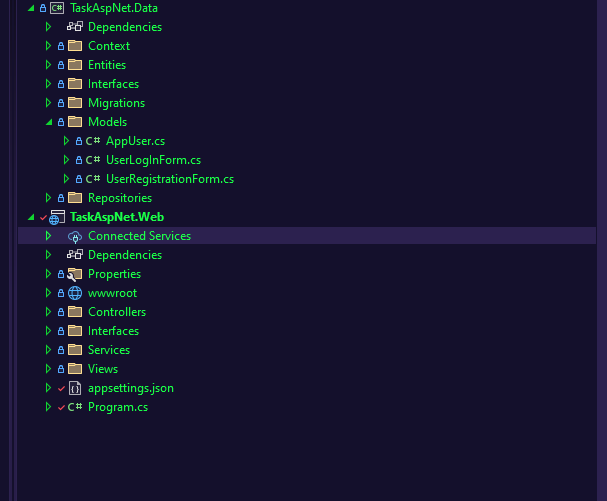 C# TaskAspNet.Data
Dependencies
Context
Entities
Interfaces
Migrations
Models
C# AppUser.cs
C# UserLogInForm.cs
C# UserRegistrationForm.cs
Repositories
TaskAspNet.Web
Connected Services
Dependencies
Properties
wwwroot
Controllers
Interfaces
Services
Views
appsettings.json
C# Program.cs